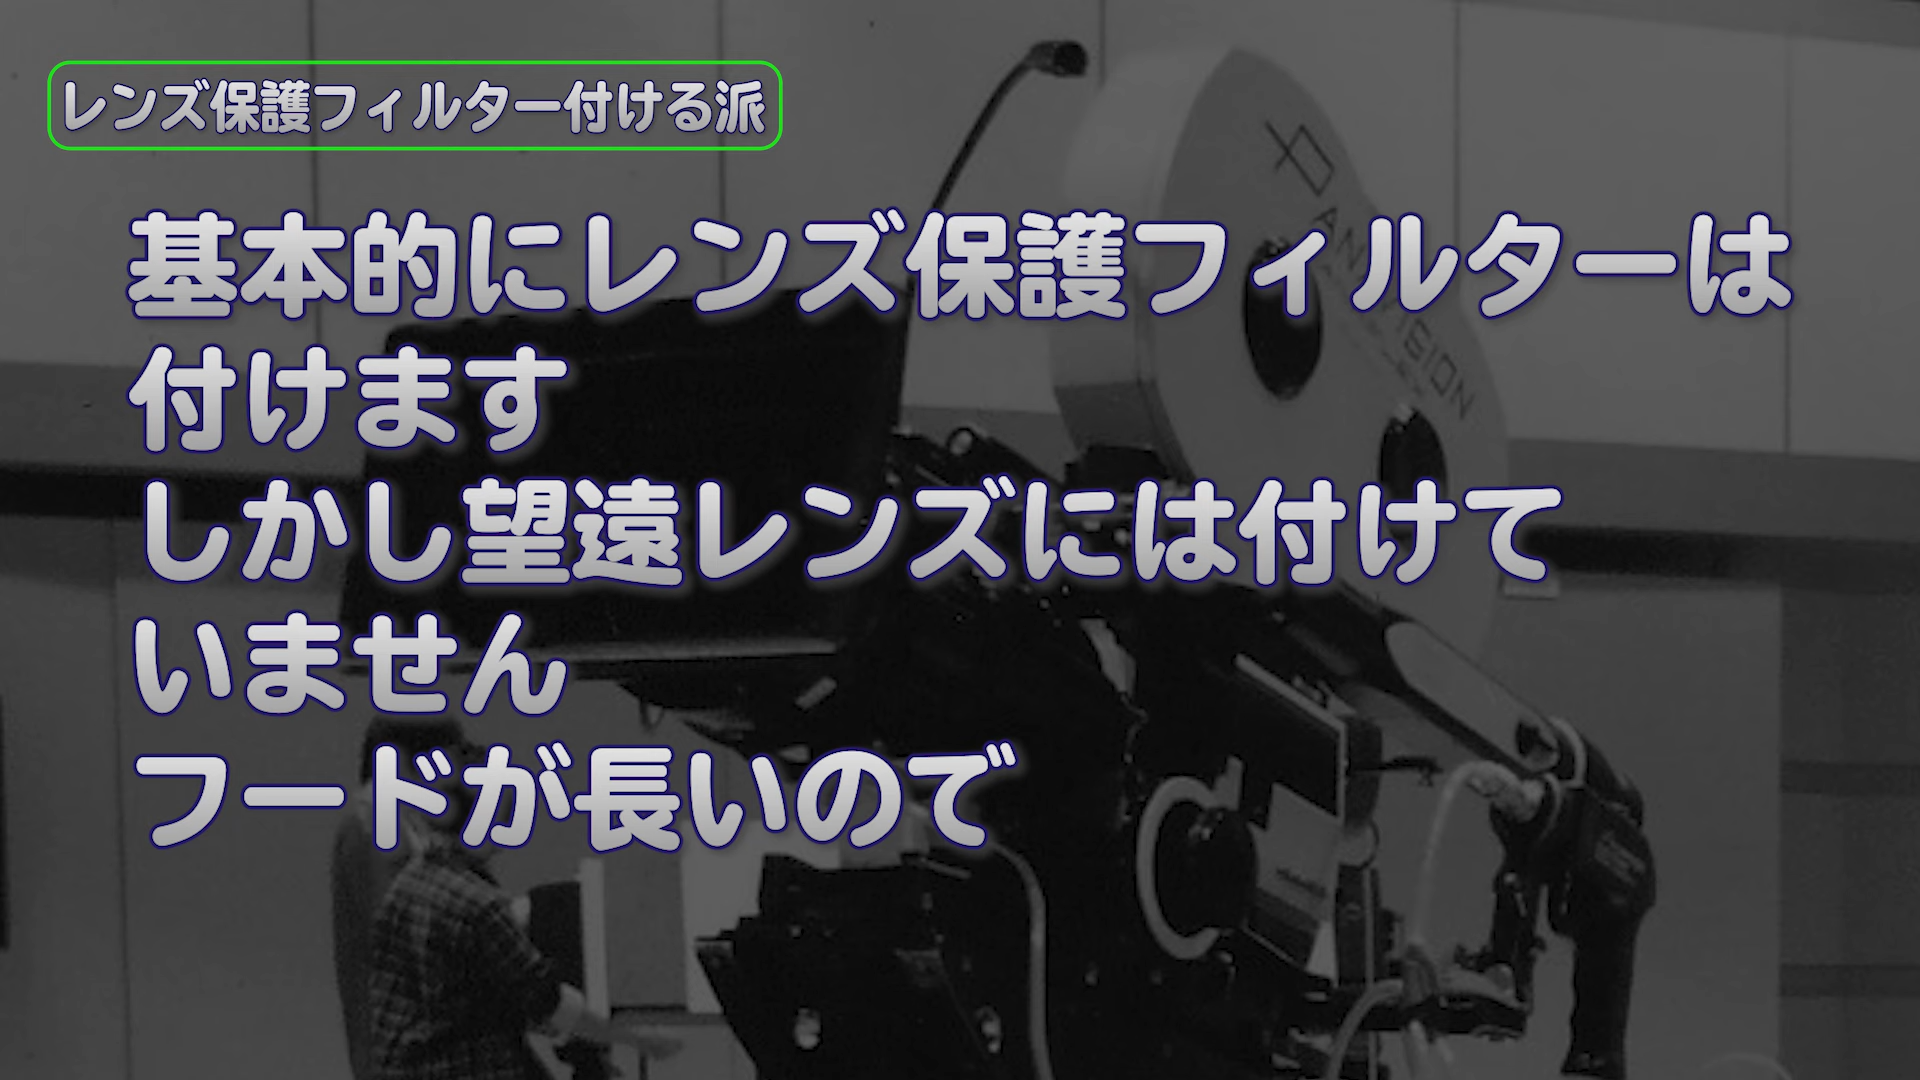 レンズ保護フィルター付ける派
基本的にレンズ保護フィルターは
付けます
しかし望遠レンズには付けて
いません
フードが長いので